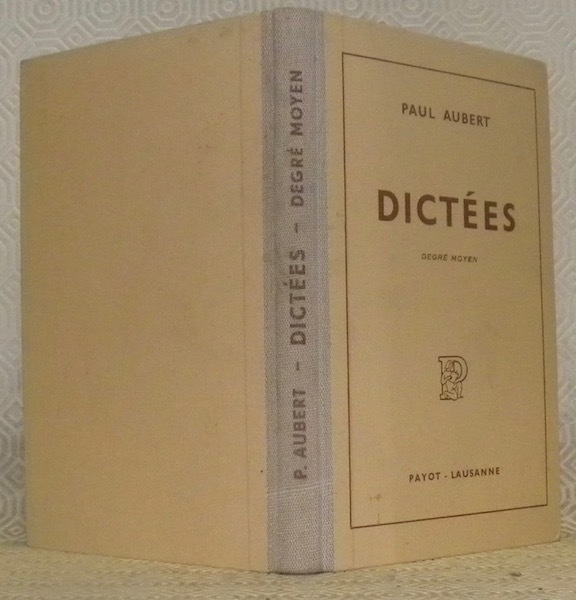 P. AUBERT - DICTÉES - DEGRÉ MOYEN
PAUL AUBERT
DICTÉES
DEGRÉ MOYEN
P
PAYOT - LAUSANNE